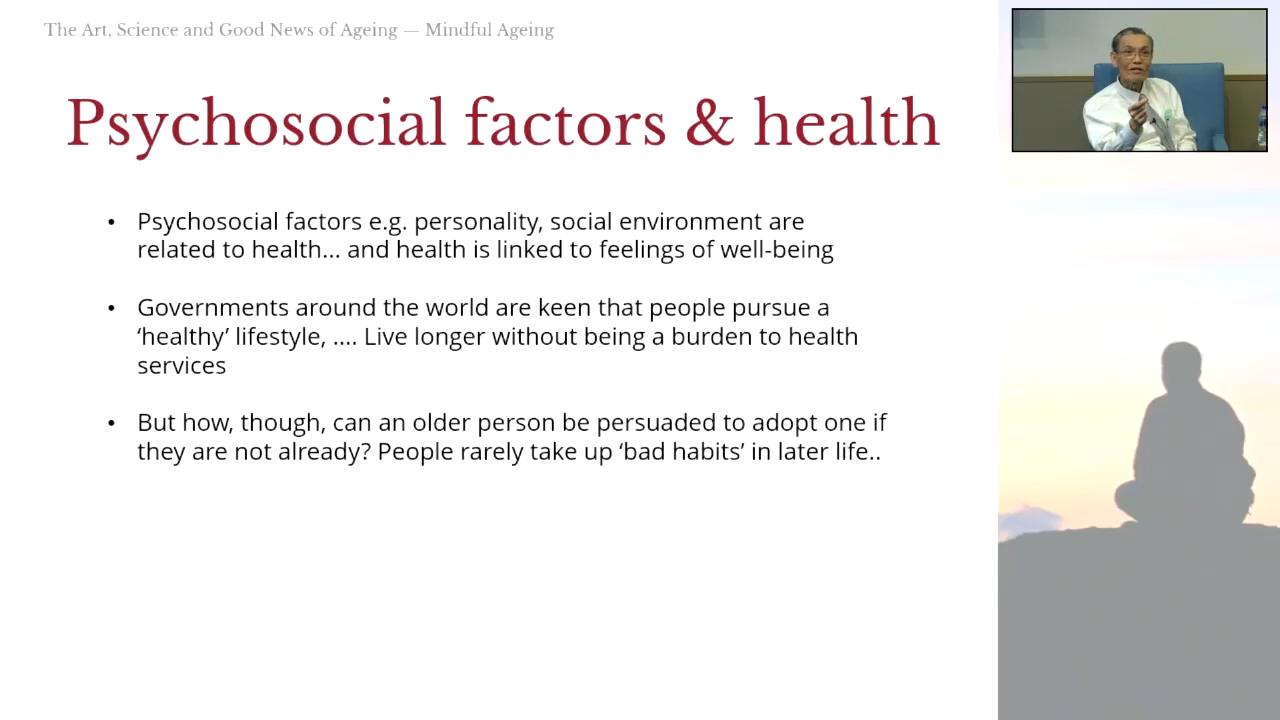 The Art, Science and Good News of Ageing — Mindful Ageing
Psychosocial factors & health
• Psychosocial factors e.g. personality, social environment are
related to health... and health is linked to feelings of well-being
• Governments around the world are keen that people pursue a
‘healthy’ lifestyle, .... Live longer without being a burden to health
services
• But how, though, can an older person be persuaded to adopt one if
they are not already? People rarely take up ‘bad habits’ in later life..